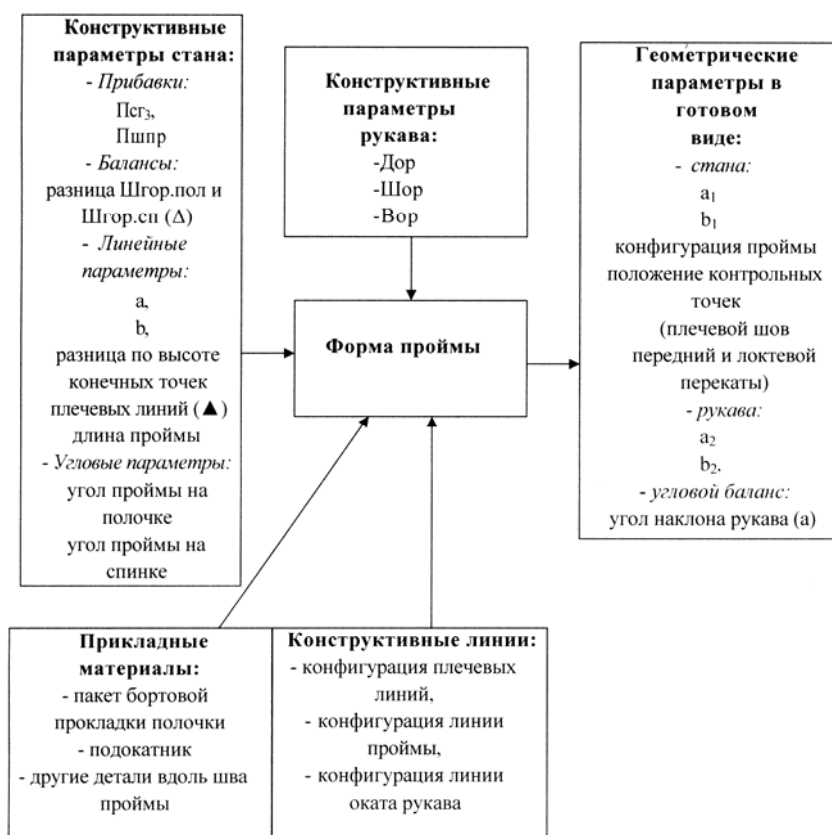 Конструктивные
параметры стана:
- Прибавки:
Псг₃,
Пшпр
- Балансы:
разница Шгор.пол и
Шгор.сп (Δ)
- Линейные
параметры:
a,
b,
разница по высоте
конечных точек
плечевых линий (▲)
длина проймы
- Угловые параметры:
угол проймы на
полочке
угол проймы на
спинке
Конструктивные
параметры
рукава:
-Дор
-Шор
-Вор
Форма проймы
Геометрические
параметры в
готовом
виде:
- стана:
a₁
b₁
конфигурация проймы
положение контрольных
точек
(плечевой шов
передний и локтевой
перекаты)
- рукава:
a₂
b₂.
- угловой баланс:
угол наклона рукава (a)
Прикладные
материалы:
- пакет бортовой
прокладки полочки
- подокатник
- другие детали вдоль шва
проймы
Конструктивные линии:
- конфигурация плечевых
линий,
- конфигурация линии
проймы,
- конфигурация линии
оката рукава